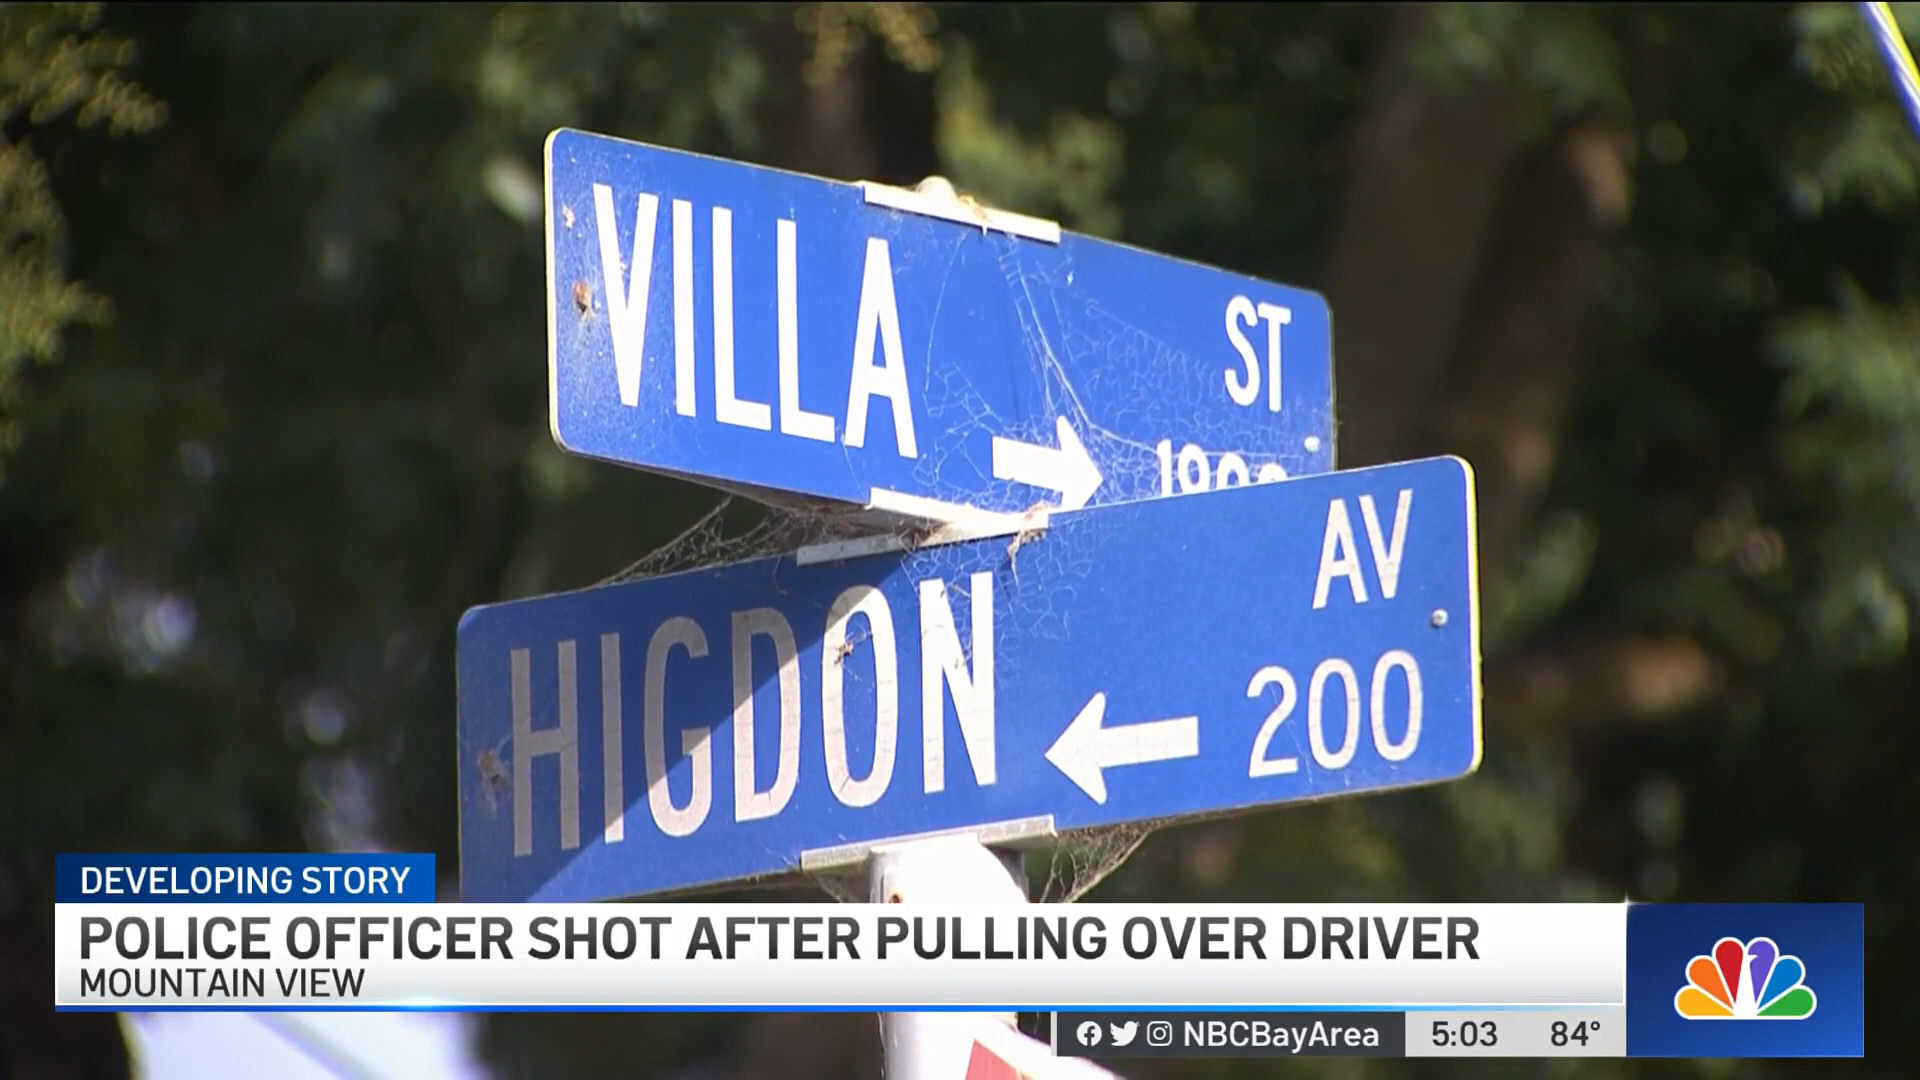 VILLA ST
HIGDON AV
200
DEVELOPING STORY
POLICE OFFICER SHOT AFTER PULLING OVER DRIVER
MOUNTAIN VIEW
NBCBayArea 5:03 84°